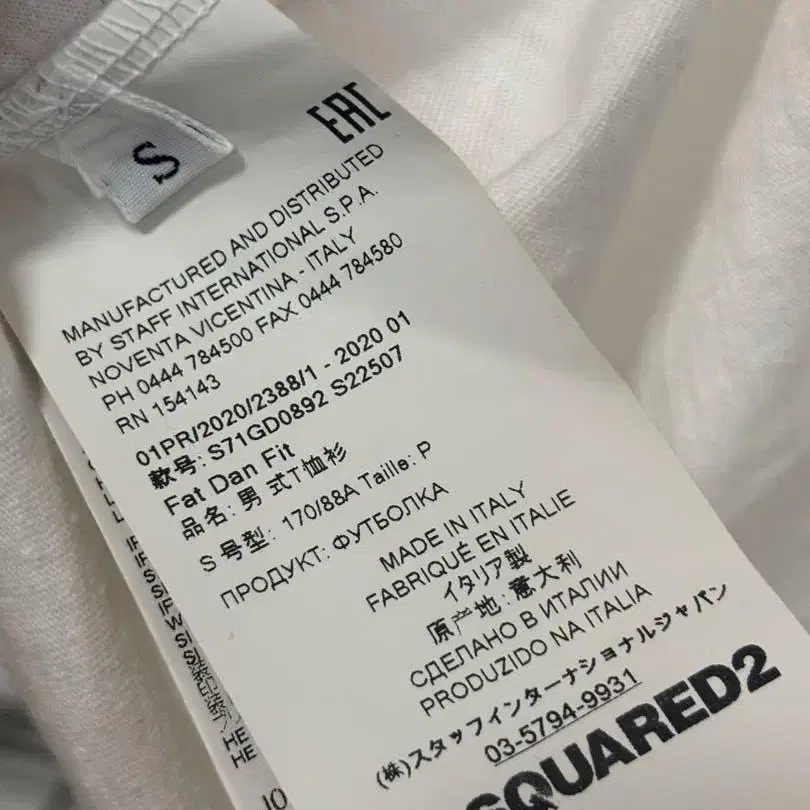 S
EAC
MANUFACTURED AND DISTRIBUTED
BY STAFF INTERNATIONAL S.P.A.
NOVENTA VICENTINA - ITALY
PH 0444 784500 FAX 0444 784580
RN 154143
01PR/2020/2388/1 - 2020 01
款号: S71GD0892 S22507
Fat Dan Fit
品名: 男 式T恤衫
S 号型: 170/88A Taille: P
ПРОДУКТ: ФУТБОЛКА
MADE IN ITALY
FABRIQUÉ EN ITALIE
イタリア製
原产地: 意大利
СДЕЛАНО В ИТАЛИИ
PRODUZIDO NA ITALIA
(株)スタッフインターナショナルジャパン
03-5794-9931
SQUARED2